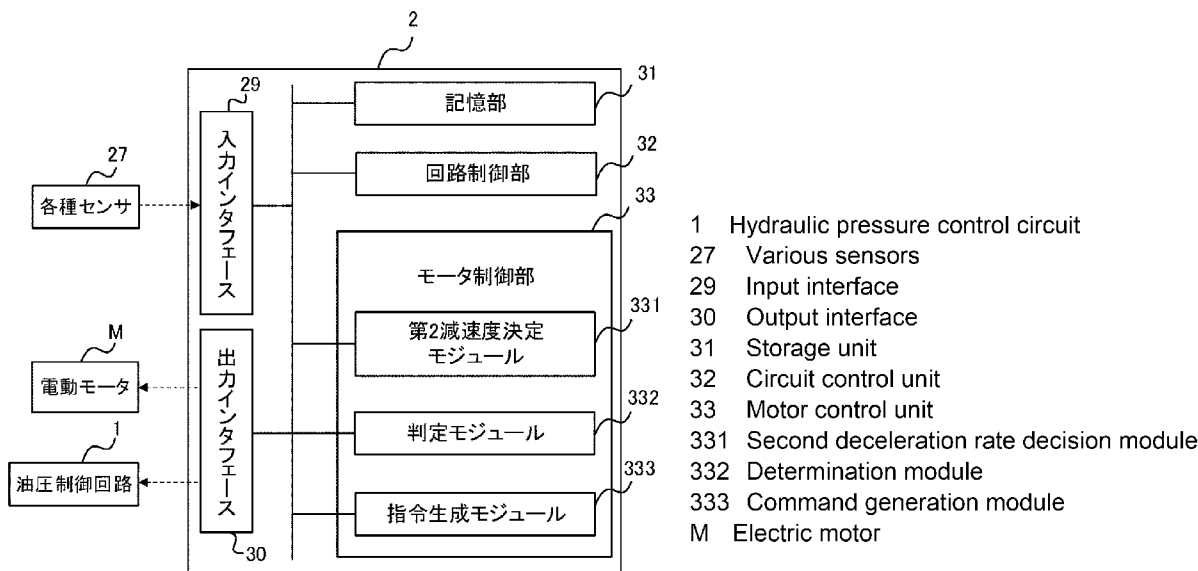 2
29
入力インタフェース
27
各種センサ
31
記憶部
32
回路制御部
33
モータ制御部
331
第2減速度決定
モジュール
332
判定モジュール
333
指令生成モジュール
M
電動モータ
1
油圧制御回路
出力インタフェース
30
1 Hydraulic pressure control circuit
27 Various sensors
29 Input interface
30 Output interface
31 Storage unit
32 Circuit control unit
33 Motor control unit
331 Second deceleration rate decision module
332 Determination module
333 Command generation module
M Electric motor